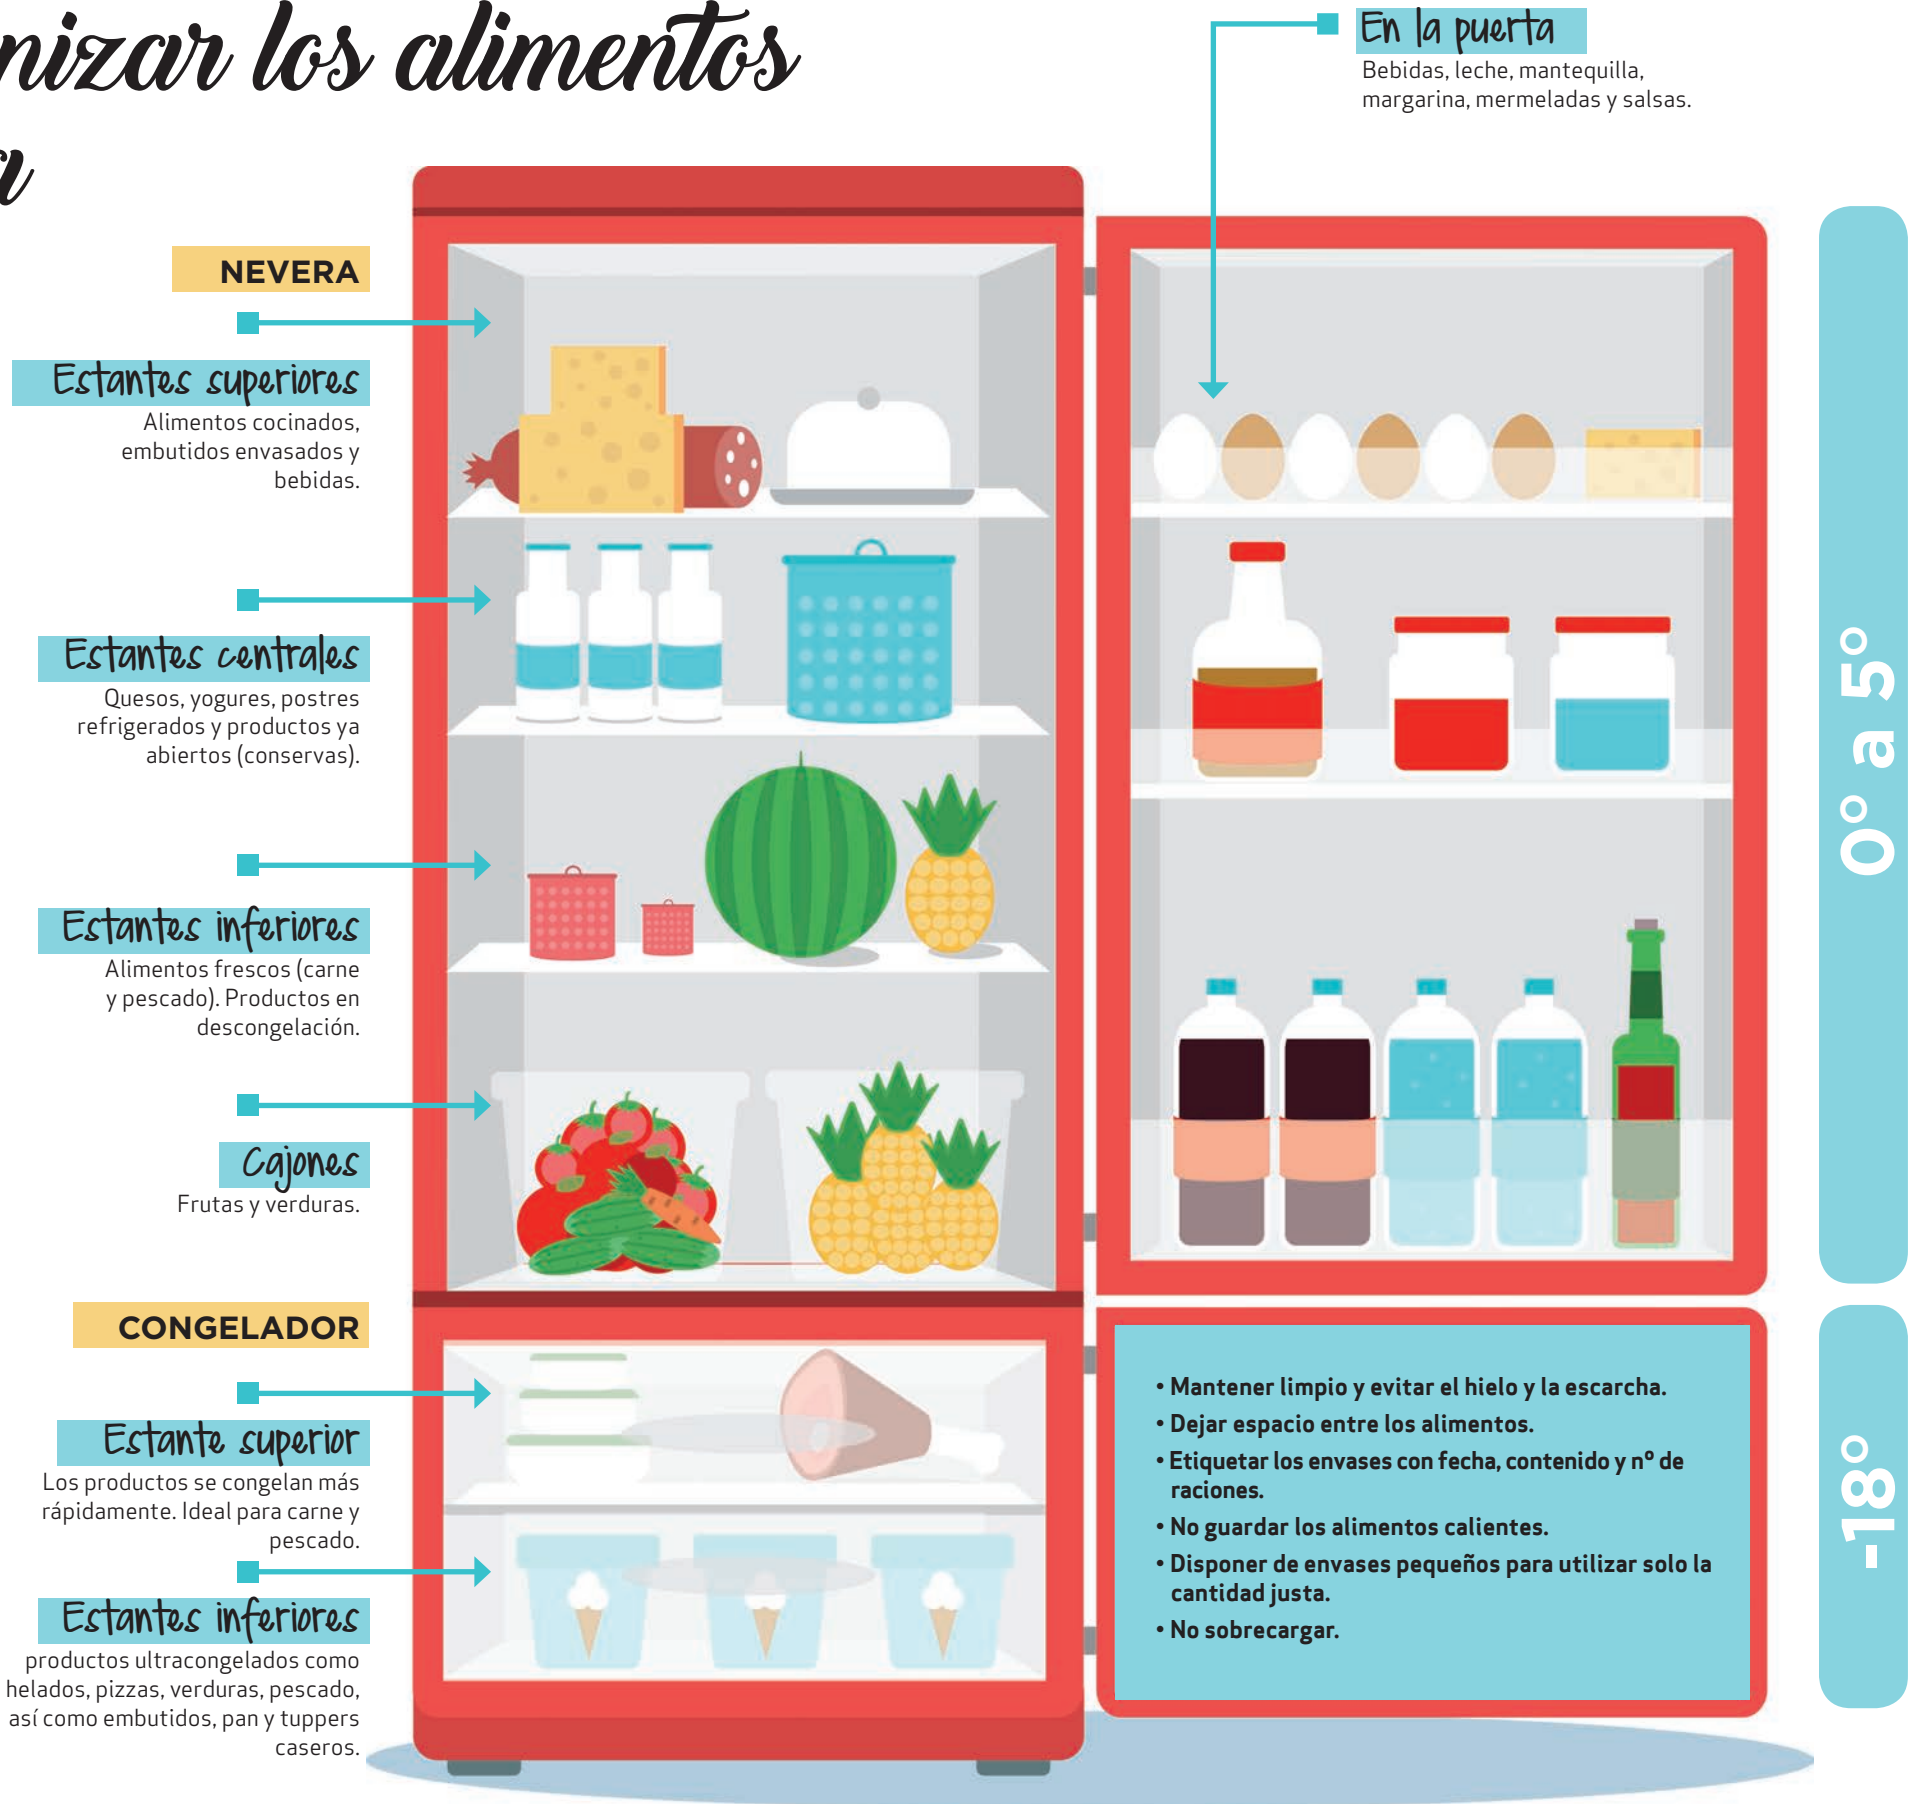 los alimentos
En la puerta
Bebidas, leche, mantequilla,
margarina, mermeladas y salsas.
NEVERA
Estantes superiores
Alimentos cocinados,
embutidos envasados y
bebidas.
Estantes centrales
Quesos, yogures, postres
refrigerados y productos ya
abiertos (conservas).
Estantes inferiores
Alimentos frescos (carne
y pescado). Productos en
descongelación.
Cajones
Frutas y verduras.
0° a 5°
CONGELADOR
Estante superior
Los productos se congelan más
rápidamente. Ideal para carne y
pescado.
Estantes inferiores
productos ultracongelados como
helados, pizzas, verduras, pescado,
así como embutidos, pan y tuppers
caseros.
• Mantener limpio y evitar el hielo y la escarcha.
• Dejar espacio entre los alimentos.
• Etiquetar los envases con fecha, contenido y nº de
raciones.
• No guardar los alimentos calientes.
• Disponer de envases pequeños para utilizar solo la
cantidad justa.
• No sobrecargar.
-18°